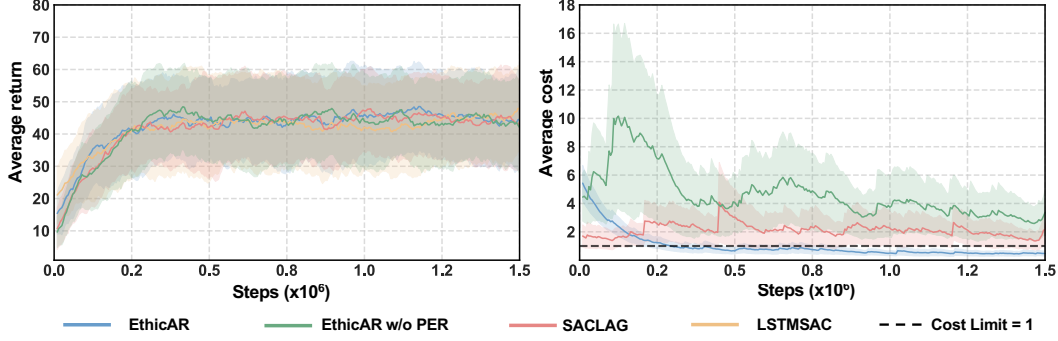 80
70
60
50
40
30
20
10
Average return
0.0 0.2 0.5 0.8 1.0 1.2 1.5
Steps (x10⁶)
18
16
14
12
10
8
6
4
2
Average cost
0.0 0.2 0.5 0.8 1.0 1.2 1.5
Steps (x10⁶)
EthicAR EthicAR w/o PER SACLAG LSTMSAC Cost Limit = 1